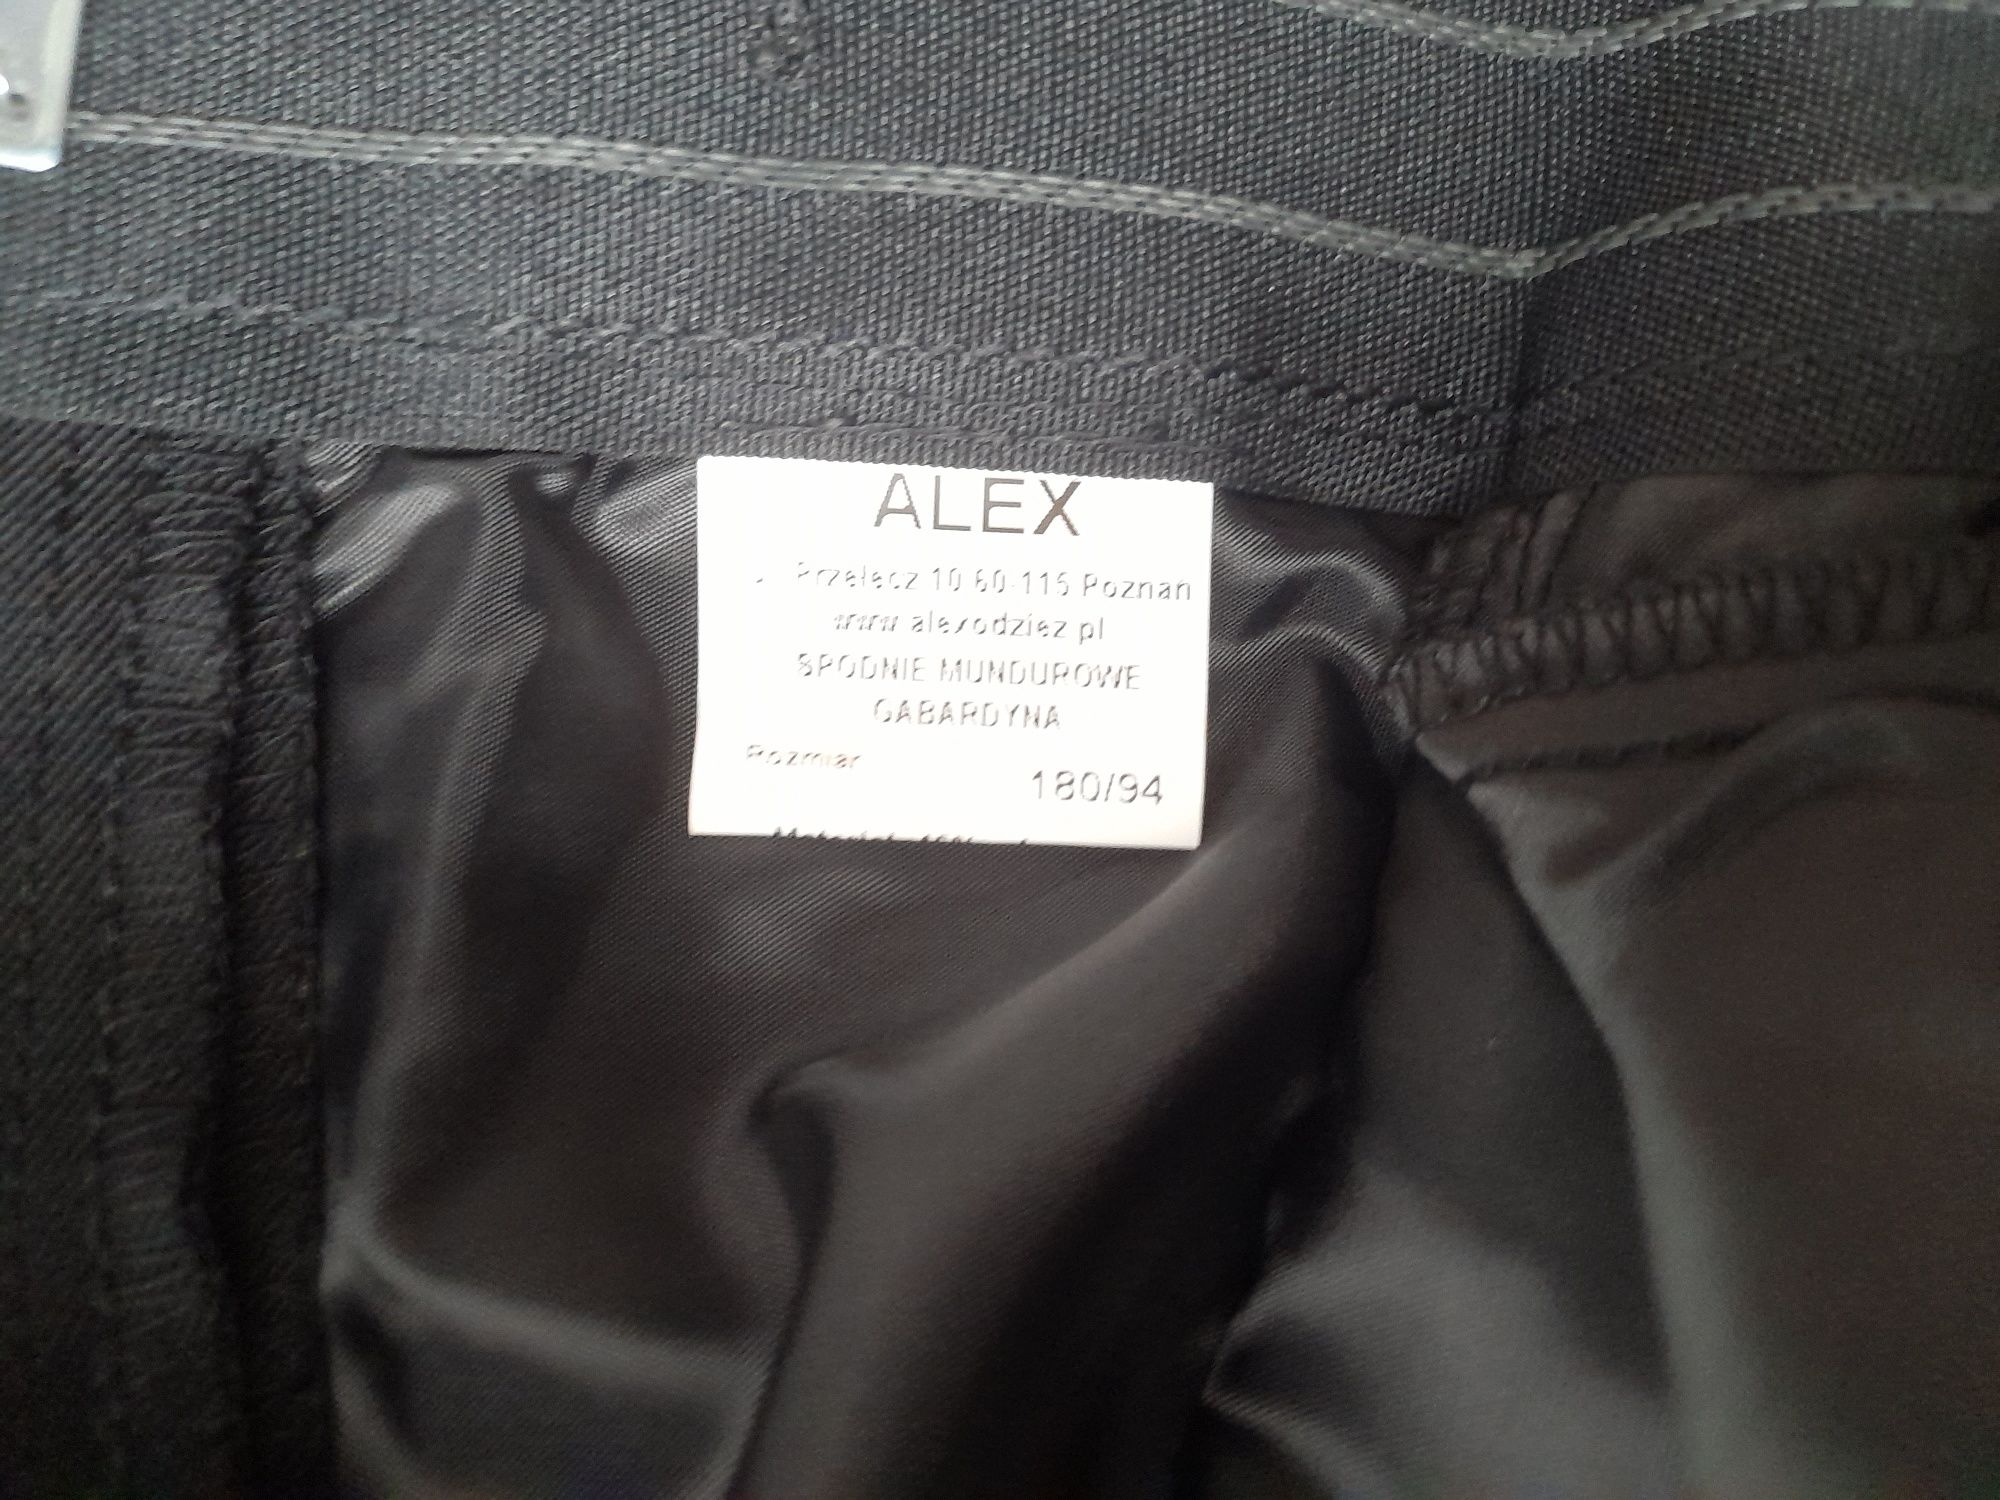 ALEX
Przełęcz 10 60-115 Poznań
www.alexodziez.pl
SPODNIE MUNDUROWE
GABARDYNA
Rozmiar
180/94